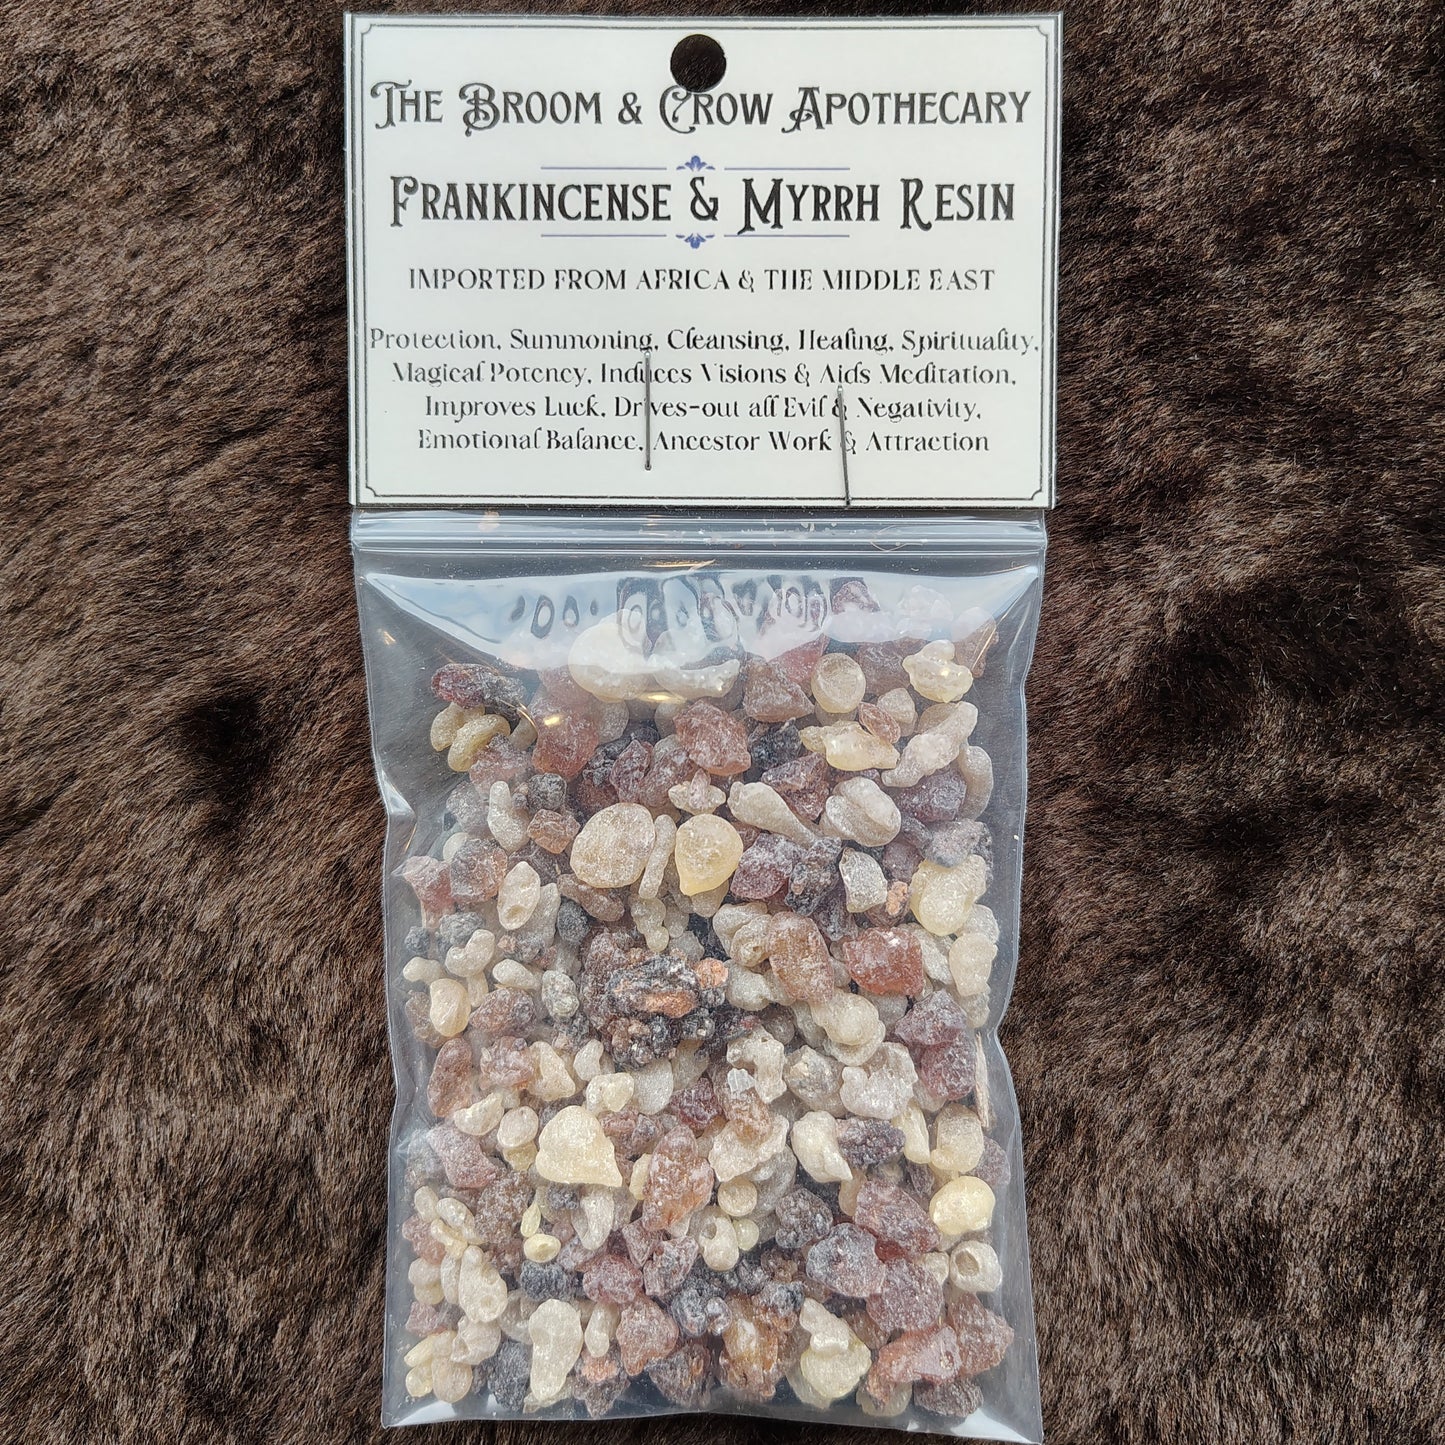 THE BROOM & CROW APOTHECARY
FRANKINCENSE & MYRRH RESIN
IMPORTED FROM AFRICA & THE MIDDLE EAST
Protection, Summoning, Cleansing, Healing, Spirituality,
Magical Potency, Induces Visions & Aids Meditation,
Improves Luck, Drives-out all Evil & Negativity,
Emotional Balance, Ancestor Work & Attraction